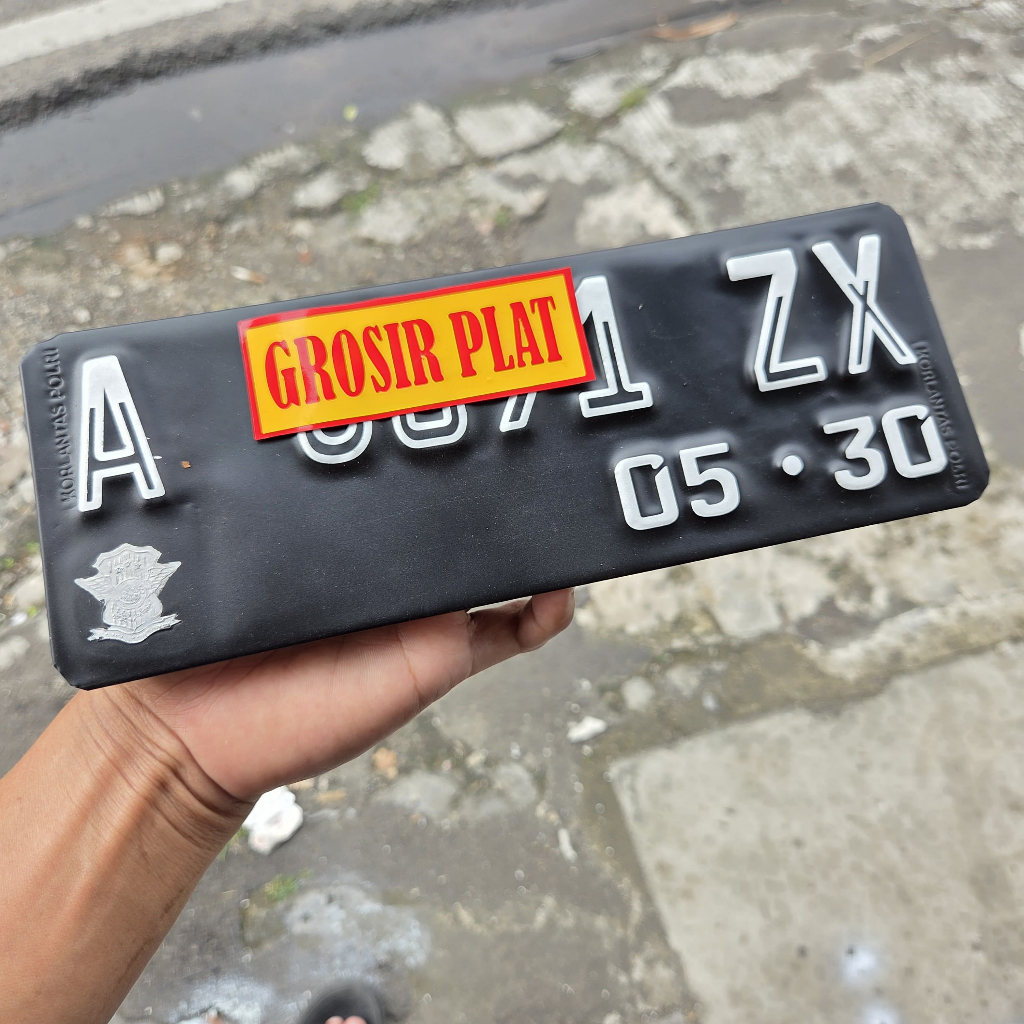 A 1 ZX
GROSIR PLAT
05 • 30
KORLANTAS POLRI
KORLANTAS POLRI